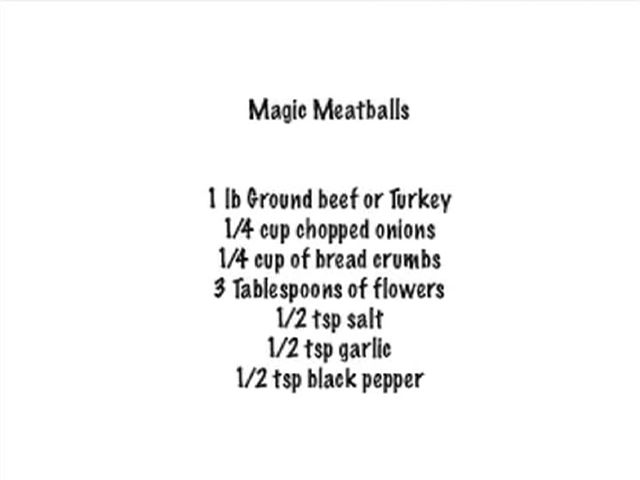 Magic Meatballs
1 lb Ground beef or Turkey
1/4 cup chopped onions
1/4 cup of bread crumbs
3 Tablespoons of flowers
1/2 tsp salt
1/2 tsp garlic
1/2 tsp black pepper